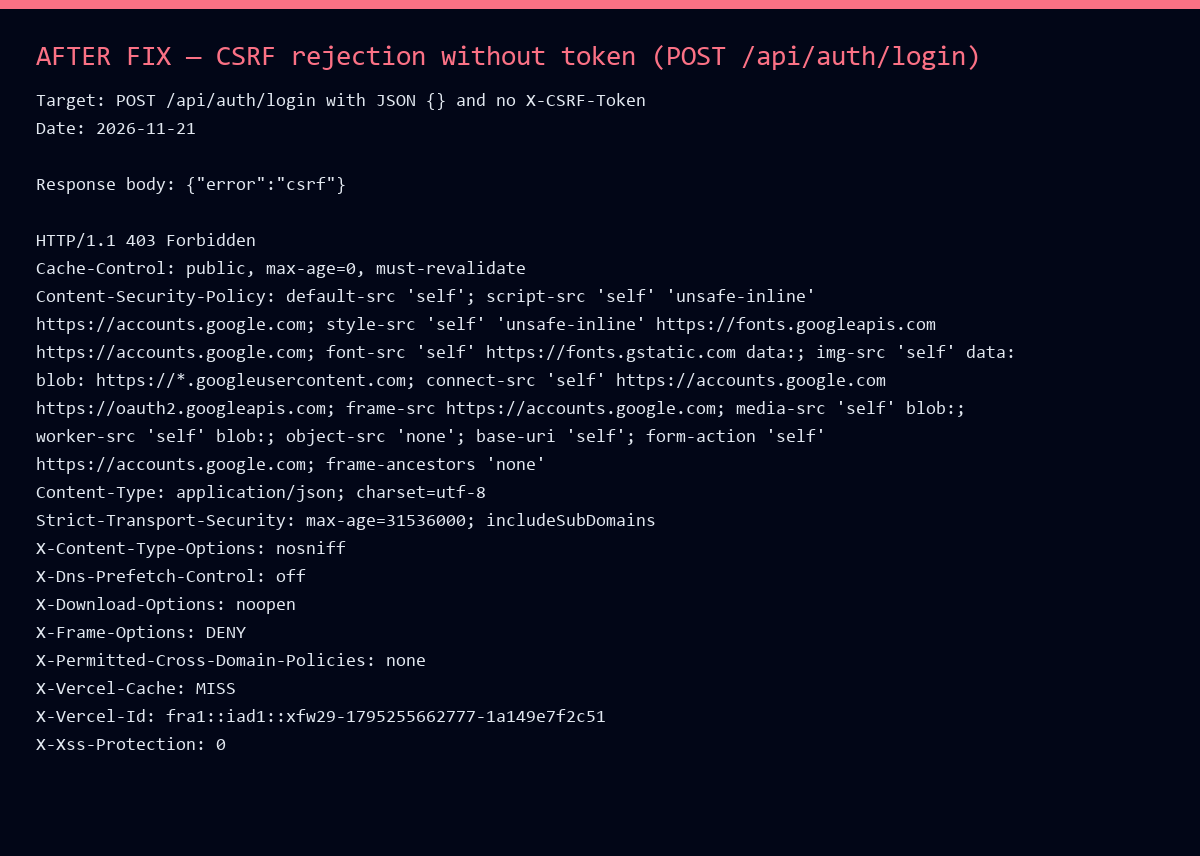 AFTER FIX — CSRF rejection without token (POST /api/auth/login)
Target: POST /api/auth/login with JSON {} and no X-CSRF-Token
Date: 2026-11-21
Response body: {"error":"csrf"}
HTTP/1.1 403 Forbidden
Cache-Control: public, max-age=0, must-revalidate
Content-Security-Policy: default-src 'self'; script-src 'self' 'unsafe-inline'
https://accounts.google.com; style-src 'self' 'unsafe-inline' https://fonts.googleapis.com
https://accounts.google.com; font-src 'self' https://fonts.gstatic.com data:; img-src 'self' data:
blob: https://*.googleusercontent.com; connect-src 'self' https://accounts.google.com
https://oauth2.googleapis.com; frame-src https://accounts.google.com; media-src 'self' blob:;
worker-src 'self' blob:; object-src 'none'; base-uri 'self'; form-action 'self'
https://accounts.google.com; frame-ancestors 'none'
Content-Type: application/json; charset=utf-8
Strict-Transport-Security: max-age=31536000; includeSubDomains
X-Content-Type-Options: nosniff
X-Dns-Prefetch-Control: off
X-Download-Options: noopen
X-Frame-Options: DENY
X-Permitted-Cross-Domain-Policies: none
X-Vercel-Cache: MISS
X-Vercel-Id: fra1::iad1::xfw29-1795255662777-1a149e7f2c51
X-Xss-Protection: 0